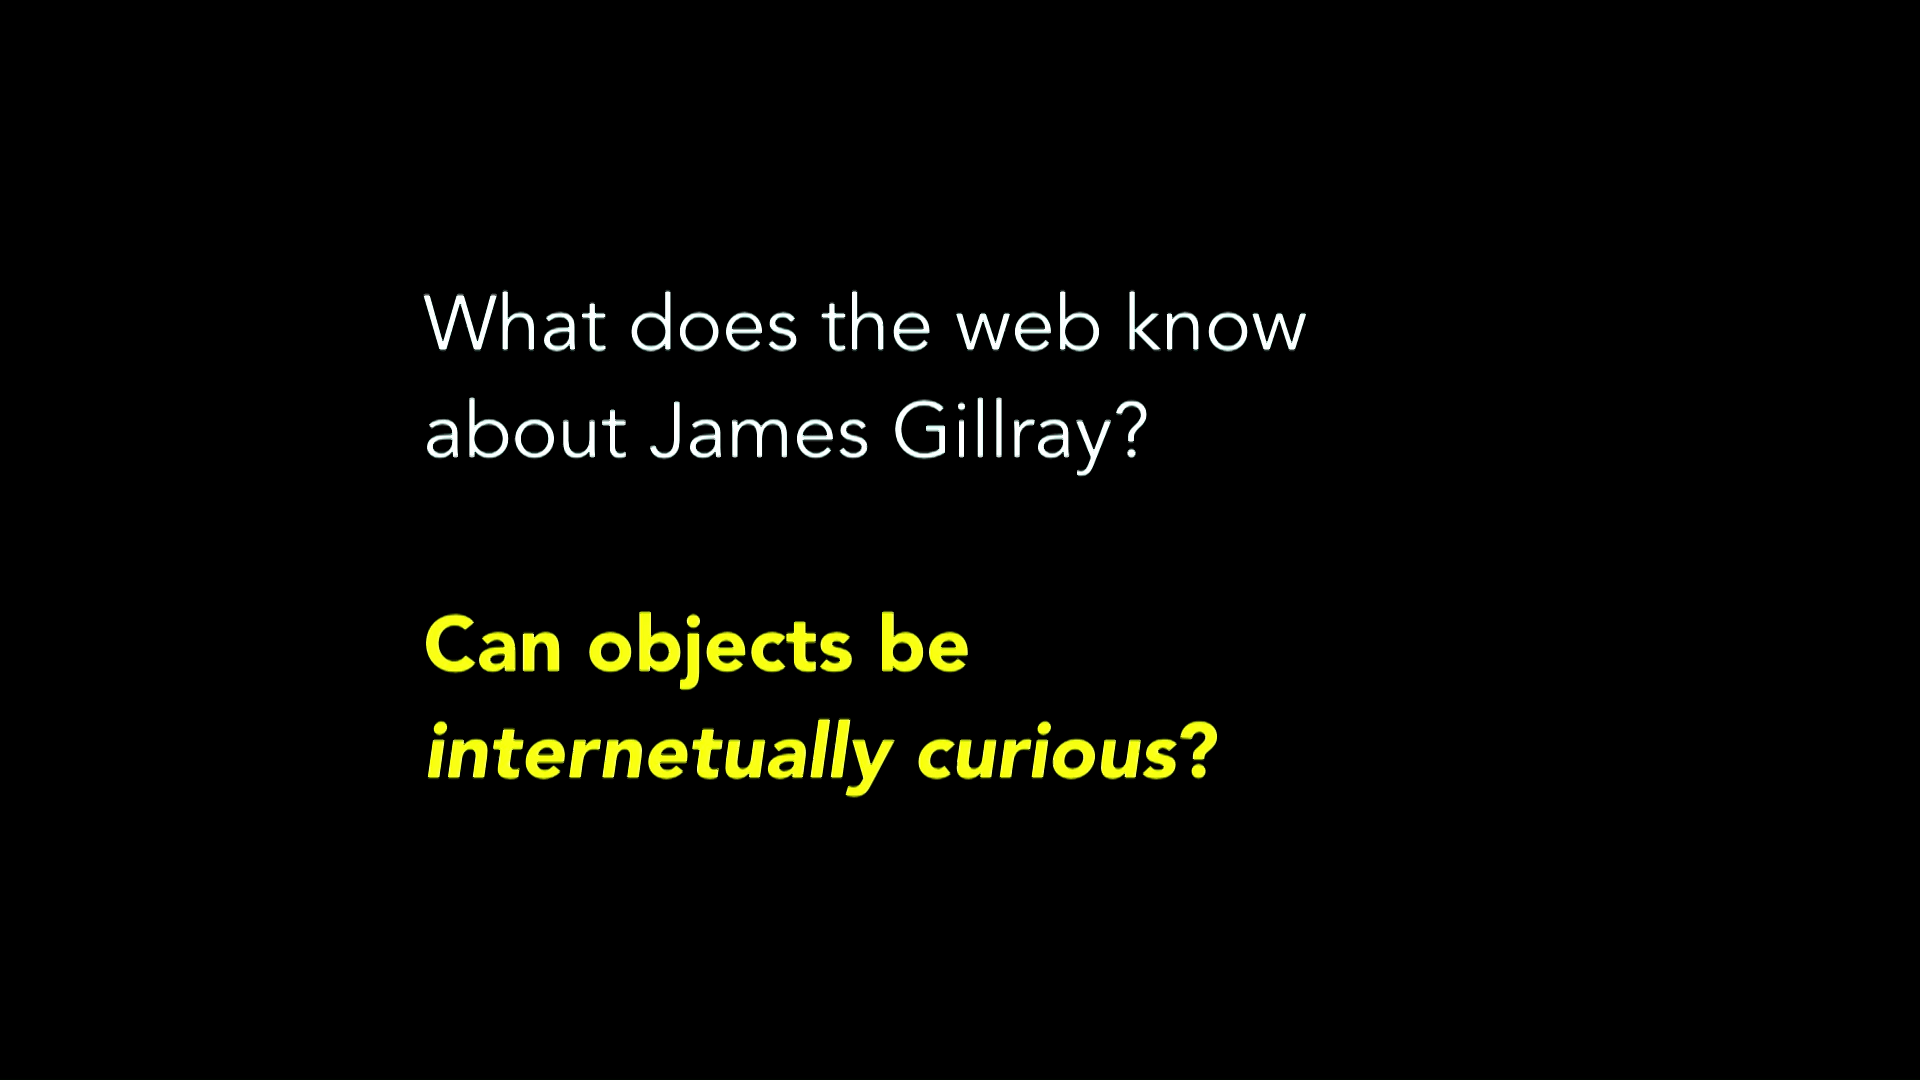 What does the web know
about James Gillray?
Can objects be
internetually curious?